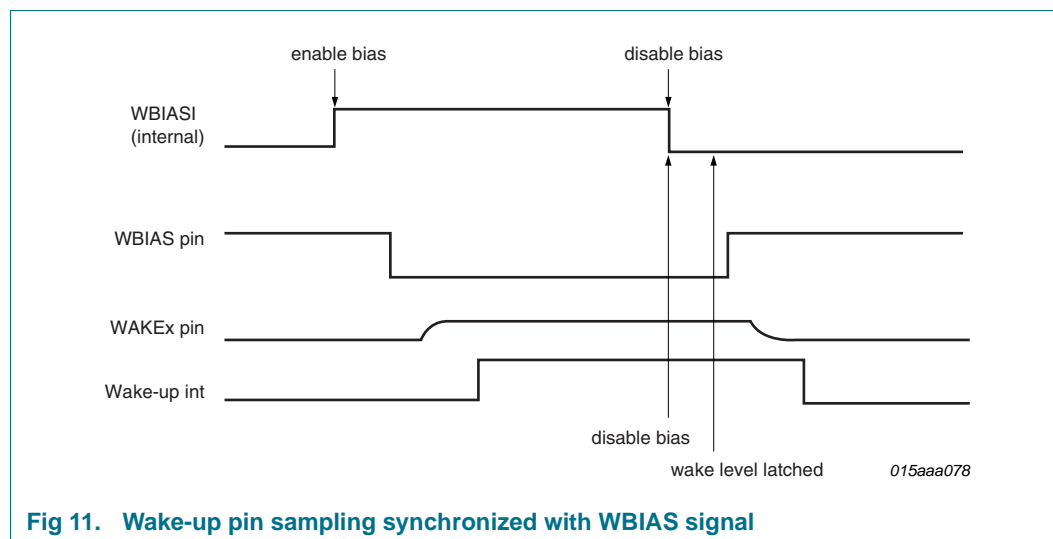 enable bias
disable bias
WBIASI
(internal)
WBIAS pin
WAKEx pin
Wake-up int
disable bias
wake level latched
015aaa078
Fig 11. Wake-up pin sampling synchronized with WBIAS signal